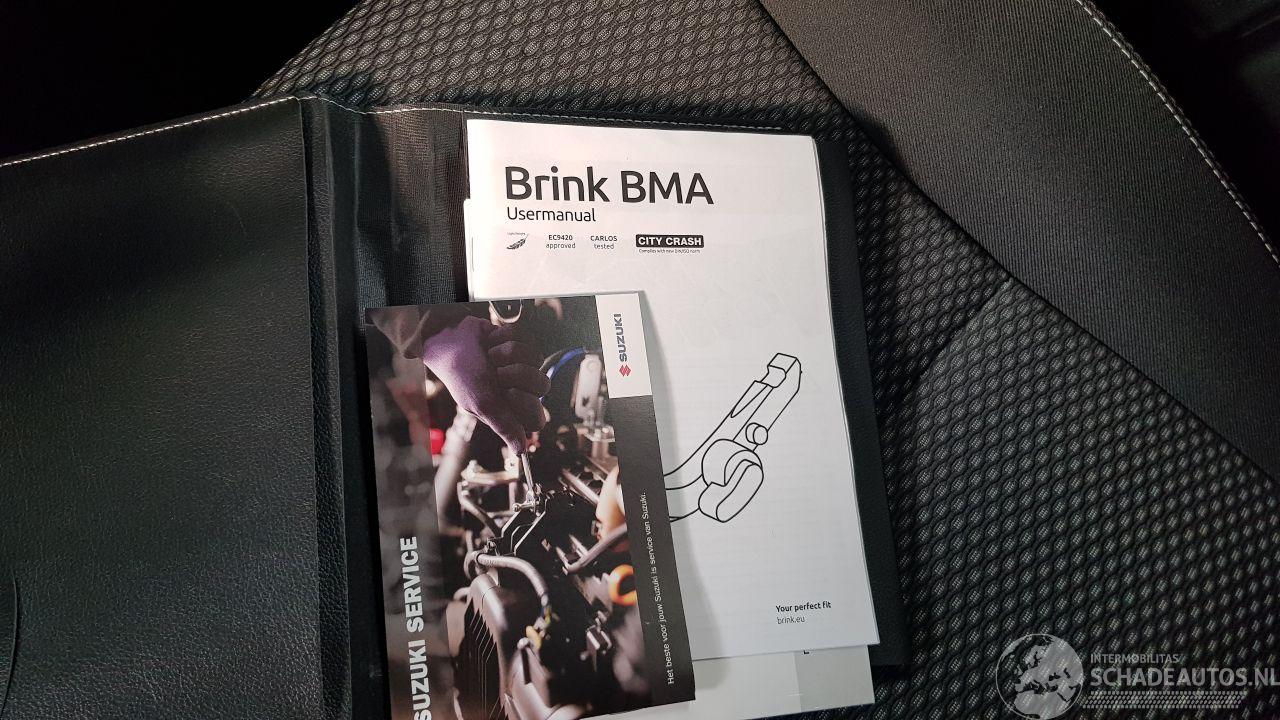 Brink BMA
Usermanual
EC9420
approved
CARLOS
tested
CITY CRASH
SUZUKI
SUZUKI SERVICE
Het beste voor jouw Suzuki is service van Suzuki.
Your perfect fit
brink.eu
INTERMOBILITAS
SCHADEAUTOS.NL